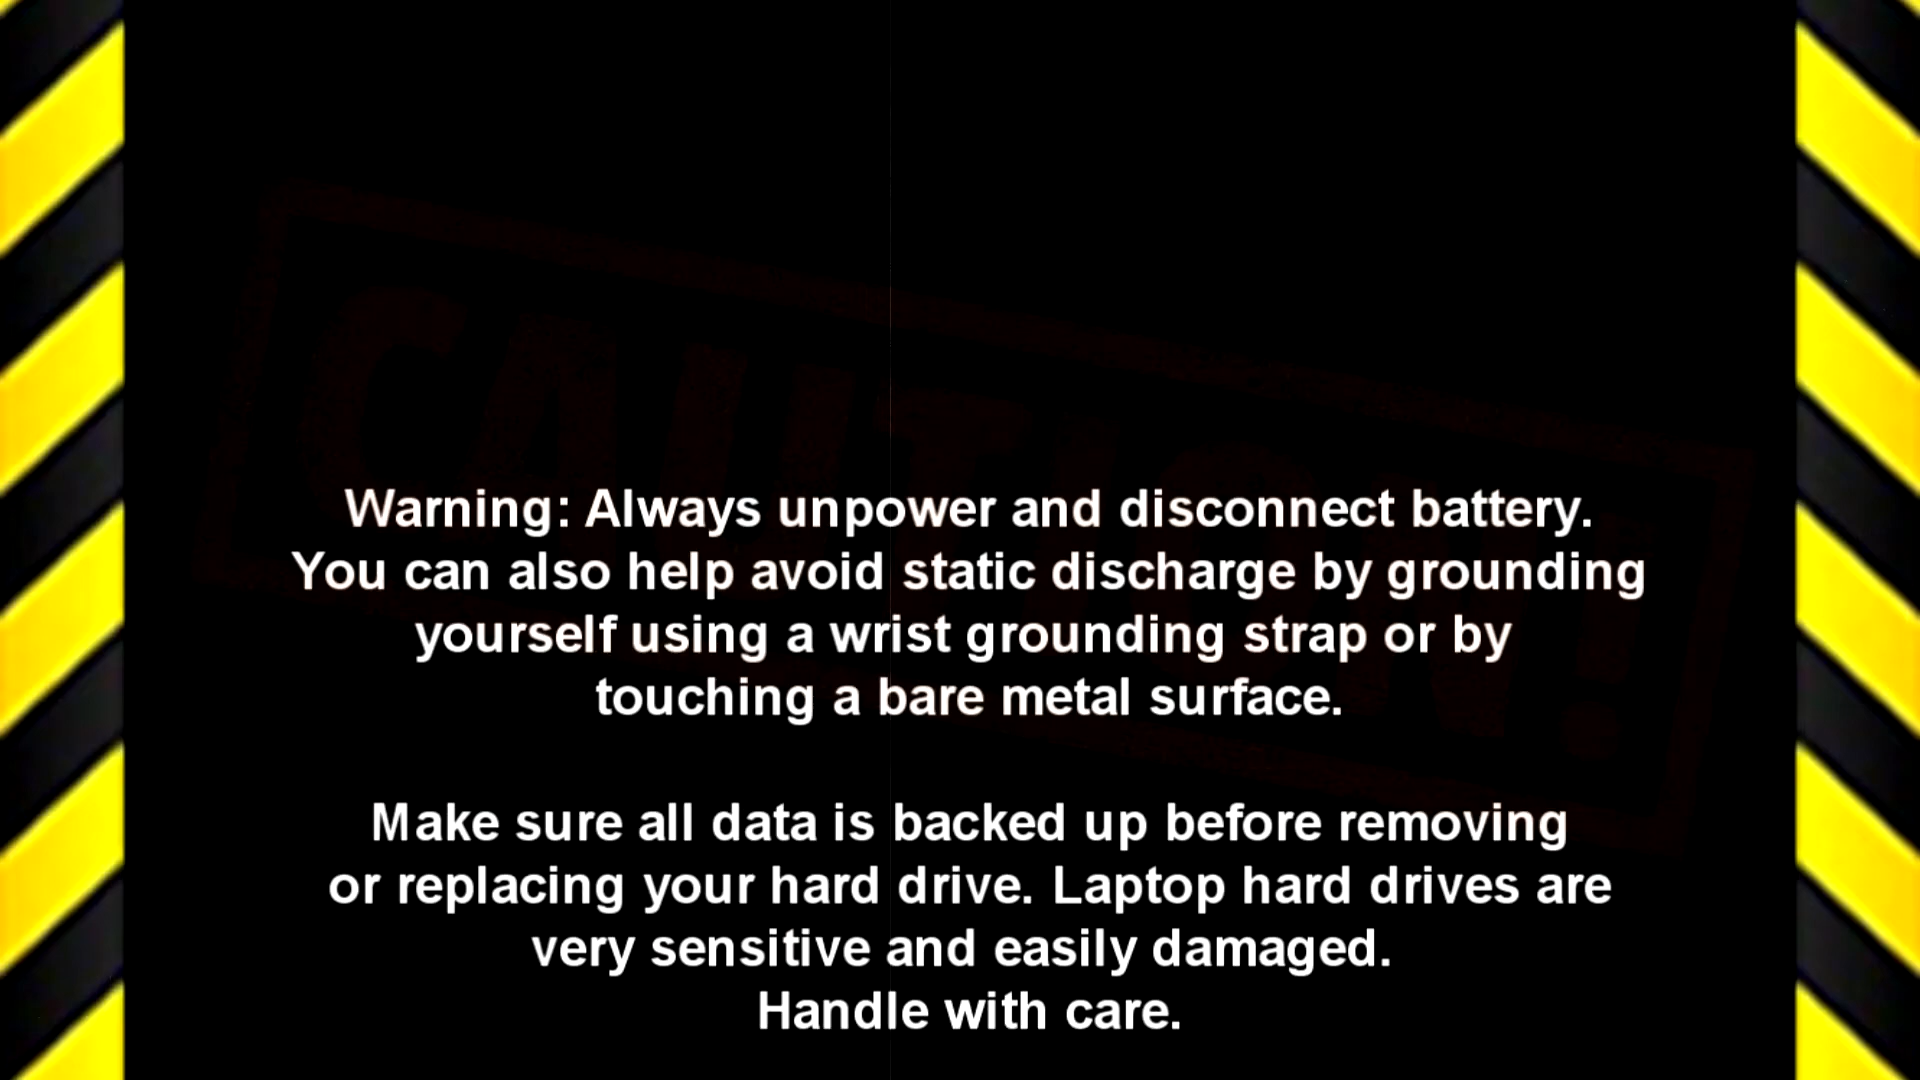 CAUTION!
Warning: Always unpower and disconnect battery.
You can also help avoid static discharge by grounding
yourself using a wrist grounding strap or by
touching a bare metal surface.
Make sure all data is backed up before removing
or replacing your hard drive. Laptop hard drives are
very sensitive and easily damaged.
Handle with care.